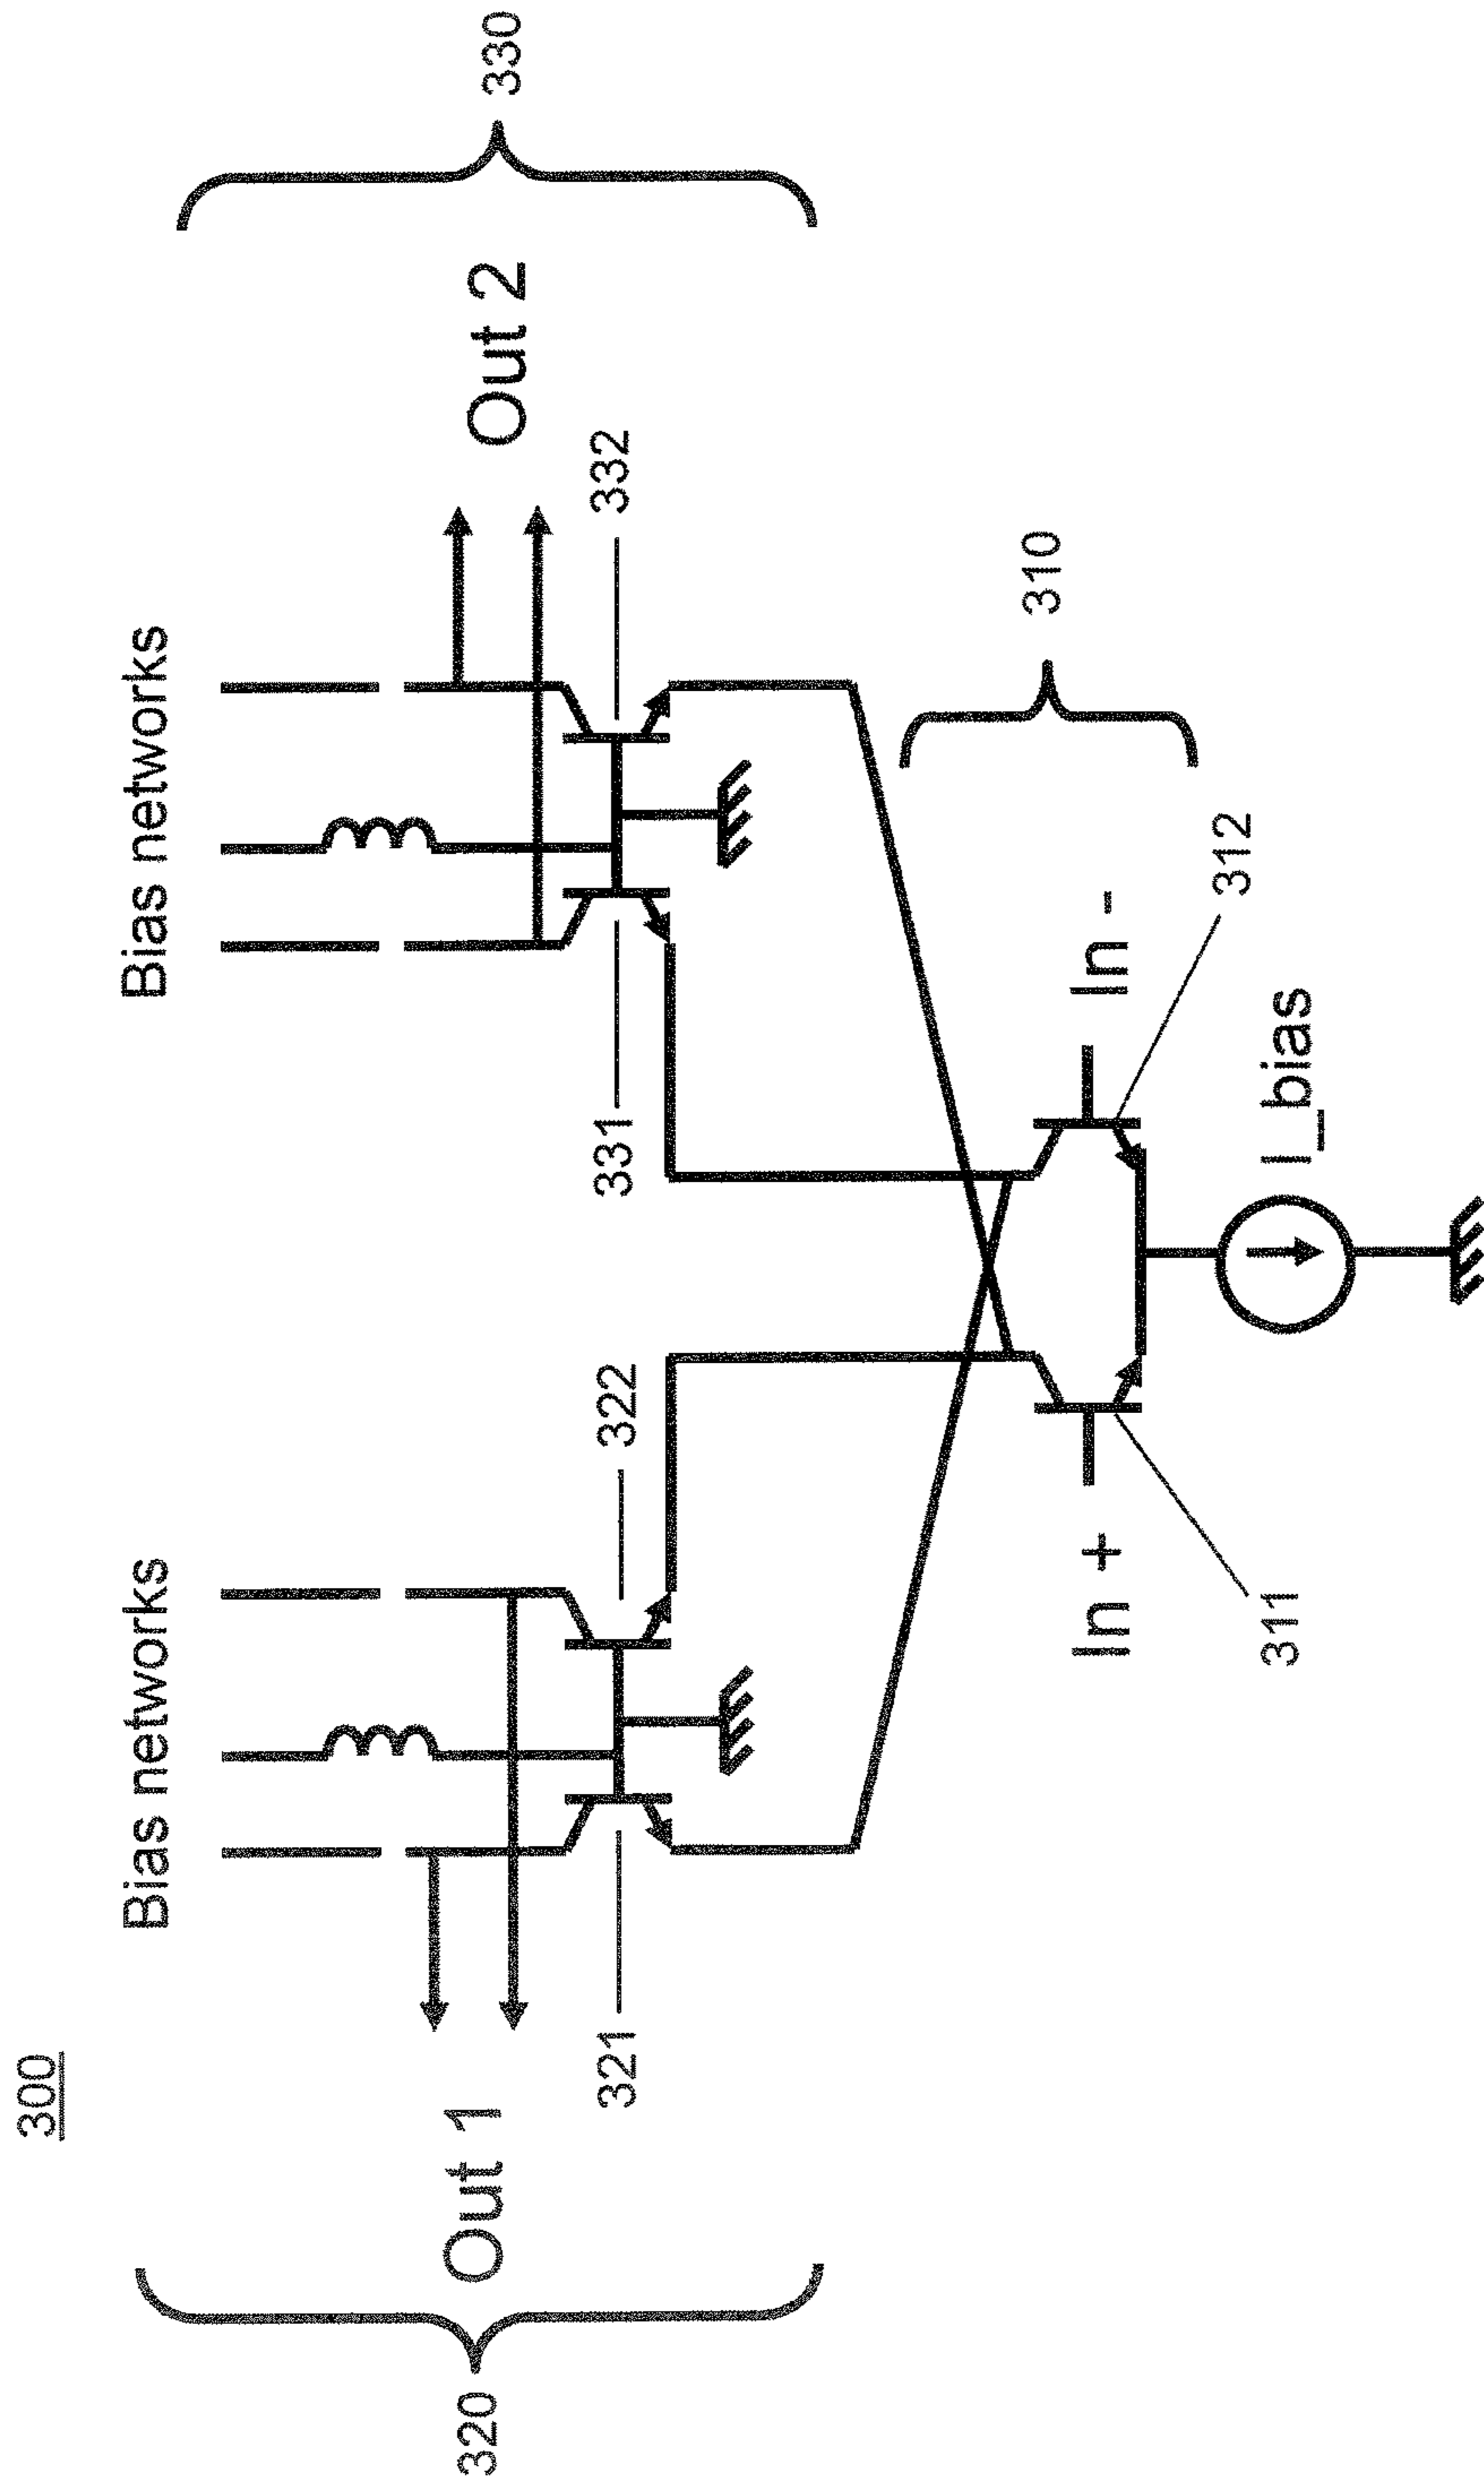 300
Bias networks
Bias networks
320
Out 1
Out 2
330
321
322
331
332
310
In +
In -
311
312
I_bias